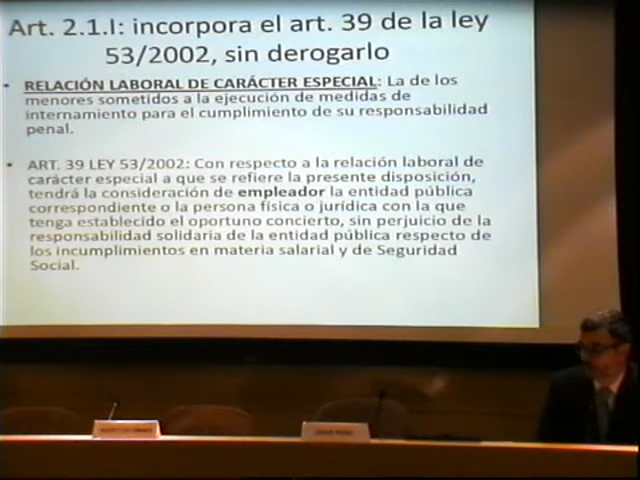 Art. 2.1.I: incorpora el art. 39 de la ley
53/2002, sin derogarlo
• RELACIÓN LABORAL DE CARÁCTER ESPECIAL: La de los
menores sometidos a la ejecución de medidas de
internamiento para el cumplimiento de su responsabilidad
penal.
• ART. 39 LEY 53/2002: Con respecto a la relación laboral de
carácter especial a que se refiere la presente disposición,
tendrá la consideración de empleador la entidad pública
correspondiente o la persona física o jurídica con la que
tenga establecido el oportuno concierto, sin perjuicio de la
responsabilidad solidaria de la entidad pública respecto de
los incumplimientos en materia salarial y de Seguridad
Social.